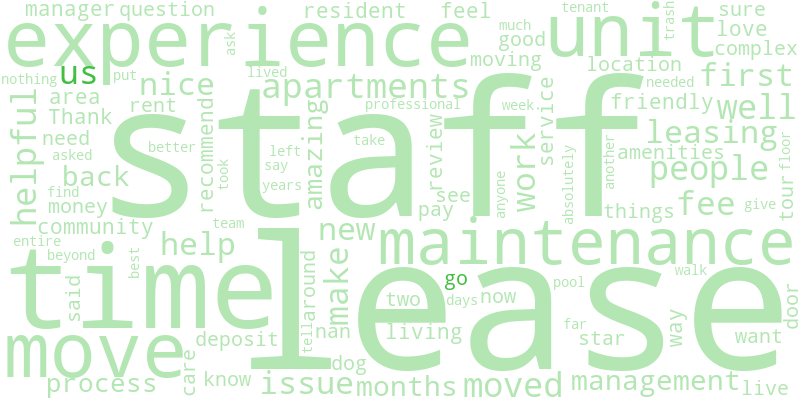 manager question resident feel much tenant trash sure
experience unit
ask good love
us moving complex
nothing put lived nice apartments location needed first
area rent professional week. friendly well
helpful Thank recommend staff amazing review work service
need better left take absolutely another leasing floor
asked back took say amenities people
find money years see anyone things fee give tour
community team pay
entire help new maintenance
beyond best time lease go walk
said around make two now days pool door
tell nan living far star way want
move deposit dog
process care know issue months moved management live